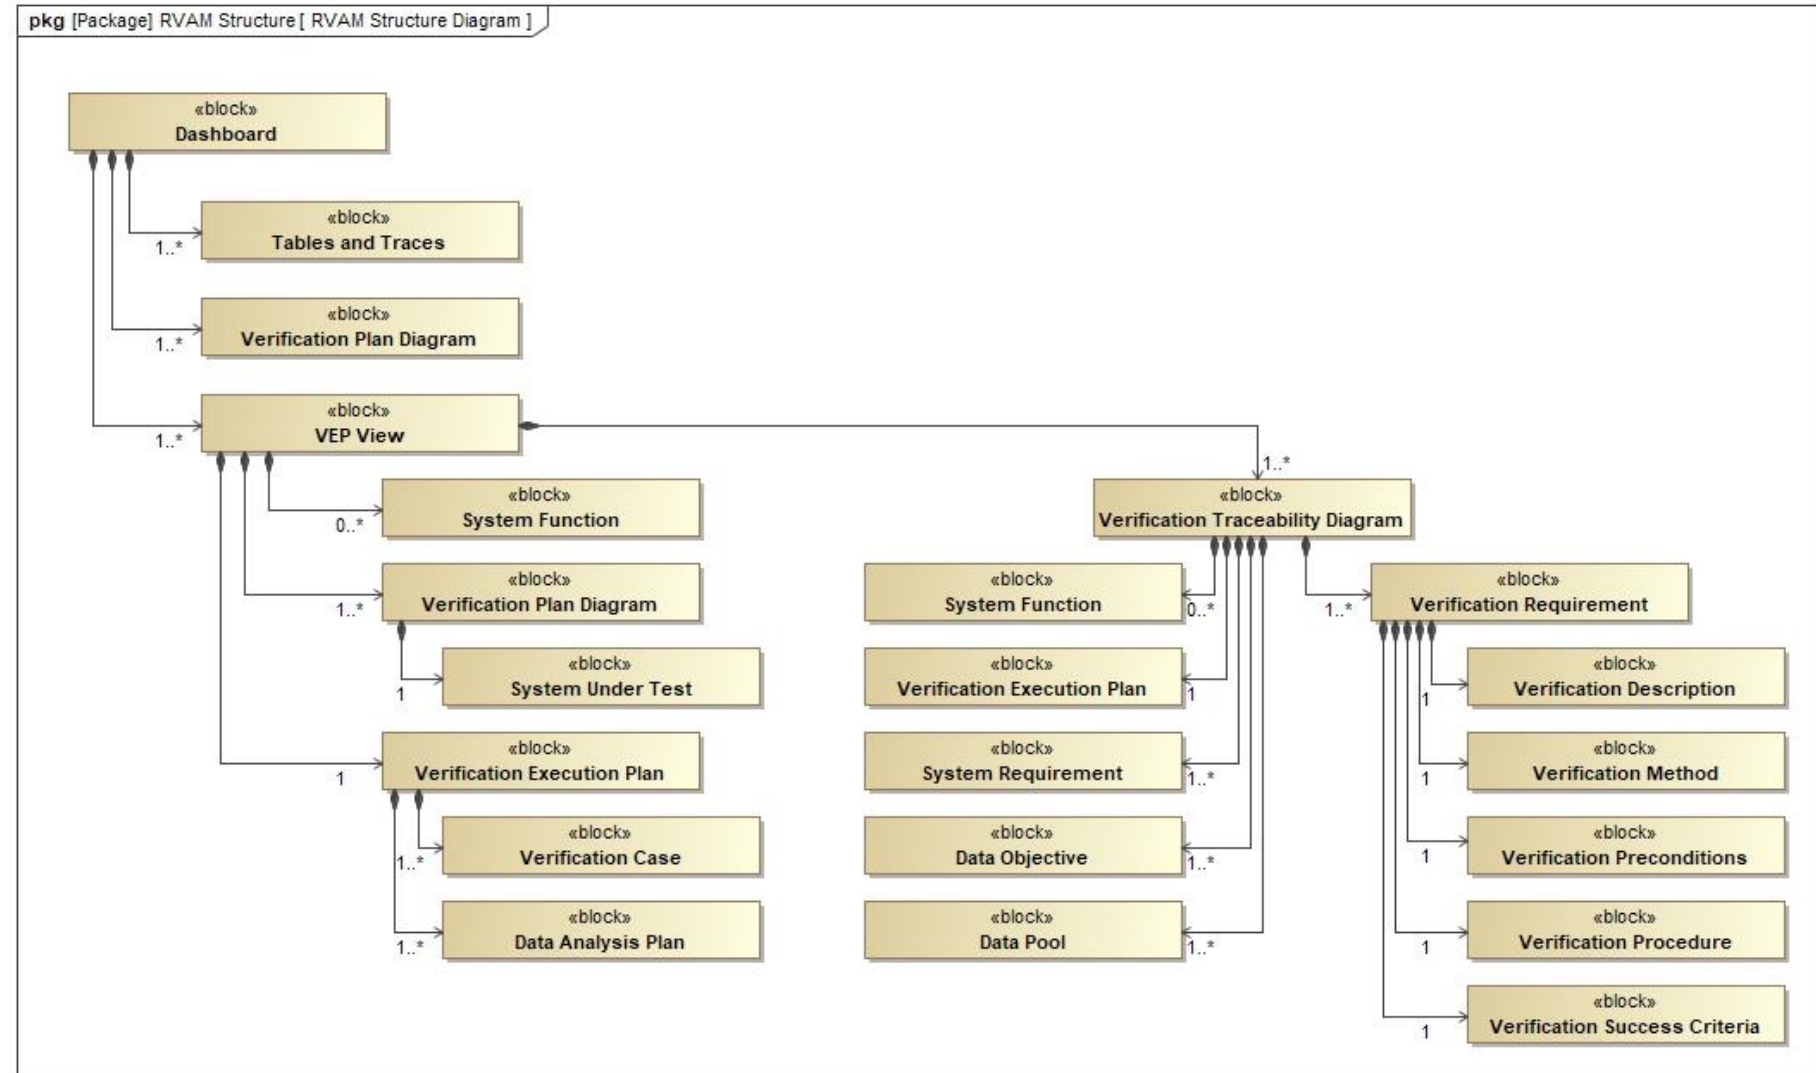 pkg [Package] RVAM Structure [ RVAM Structure Diagram ]
«block»
Dashboard
«block»
Tables and Traces
1..*
«block»
Verification Plan Diagram
1..*
«block»
VEP View
1..*
1..*
«block»
System Function
0..*
«block»
Verification Plan Diagram
1..*
«block»
System Under Test
1
«block»
Verification Execution Plan
1
«block»
Verification Case
1..*
«block»
Data Analysis Plan
1..*
«block»
Verification Traceability Diagram
«block»
System Function
0..*
«block»
Verification Execution Plan
1
«block»
System Requirement
1..*
«block»
Data Objective
1..*
«block»
Data Pool
1..*
«block»
Verification Requirement
1..*
«block»
Verification Description
1
«block»
Verification Method
1
«block»
Verification Preconditions
1
«block»
Verification Procedure
1
«block»
Verification Success Criteria
1